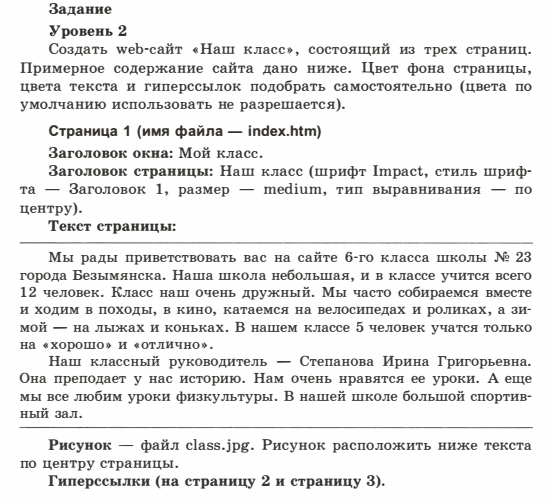 Задание
Уровень 2
Создать web-сайт «Наш класс», состоящий из трех страниц.
Примерное содержание сайта дано ниже. Цвет фона страницы,
цвета текста и гиперссылок подобрать самостоятельно (цвета по
умолчанию использовать не разрешается).
Страница 1 (имя файла — index.htm)
Заголовок окна: Мой класс.
Заголовок страницы: Наш класс (шрифт Impact, стиль шриф-
та — Заголовок 1, размер — medium, тип выравнивания — по
центру).
Текст страницы:
Мы рады приветствовать вас на сайте 6-го класса школы № 23
города Безымянска. Наша школа небольшая, и в классе учится всего
12 человек. Класс наш очень дружный. Мы часто собираемся вместе
и ходим в походы, в кино, катаемся на велосипедах и роликах, а зи-
мой — на лыжах и коньках. В нашем классе 5 человек учатся только
на «хорошо» и «отлично».
Наш классный руководитель — Степанова Ирина Григорьевна.
Она преподает у нас историю. Нам очень нравятся ее уроки. А еще
мы все любим уроки физкультуры. В нашей школе большой спортив-
ный зал.
Рисунок — файл class.jpg. Рисунок расположить ниже текста
по центру страницы.
Гиперссылки (на страницу 2 и страницу 3).